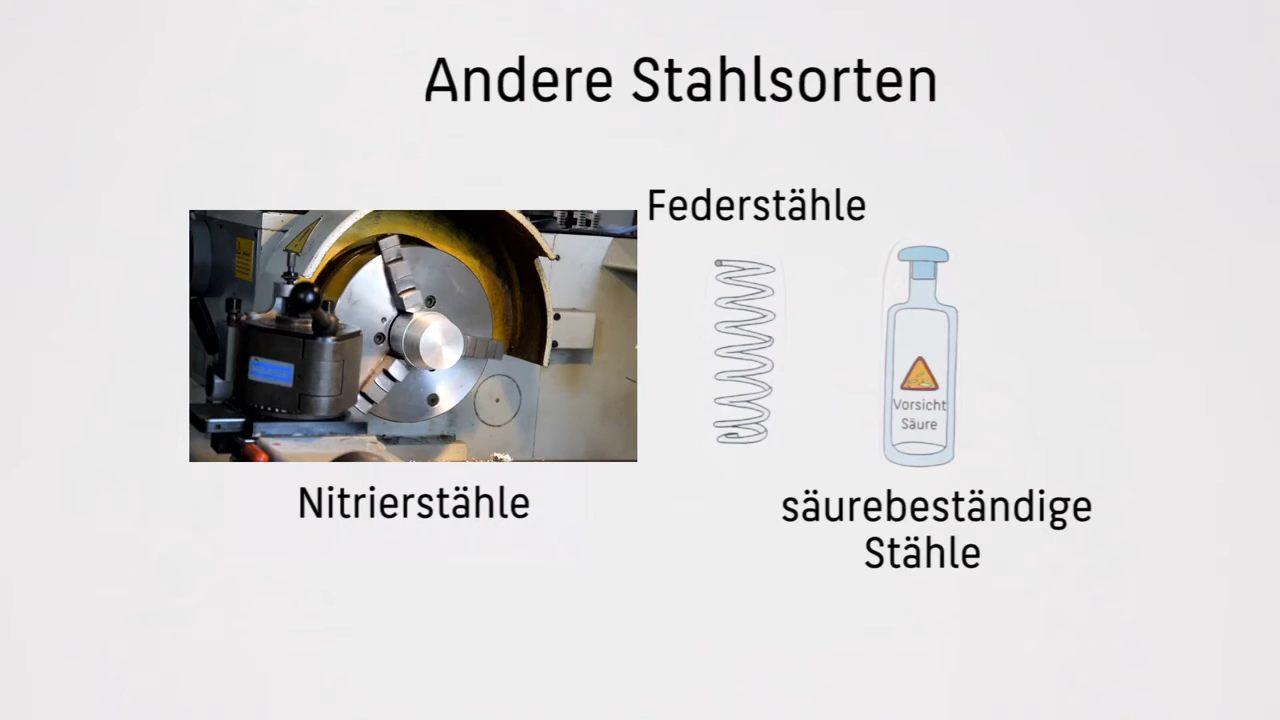 Andere Stahlsorten
Federstähle
Vorsicht
Säure
Nitrierstähle
säurebeständige
Stähle